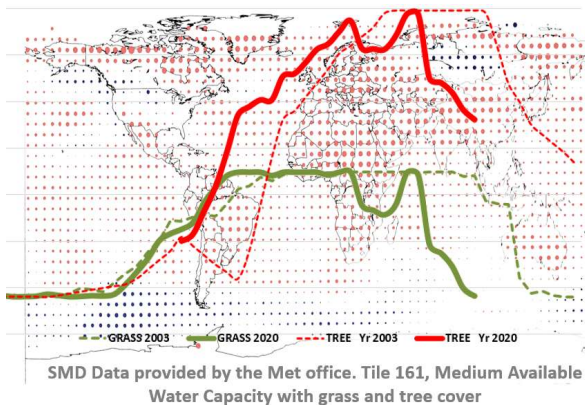 GRASS 2003 GRASS 2020 TREE Yr 2003 TREE Yr 2020
SMD Data provided by the Met office. Tile 161, Medium Available
Water Capacity with grass and tree cover